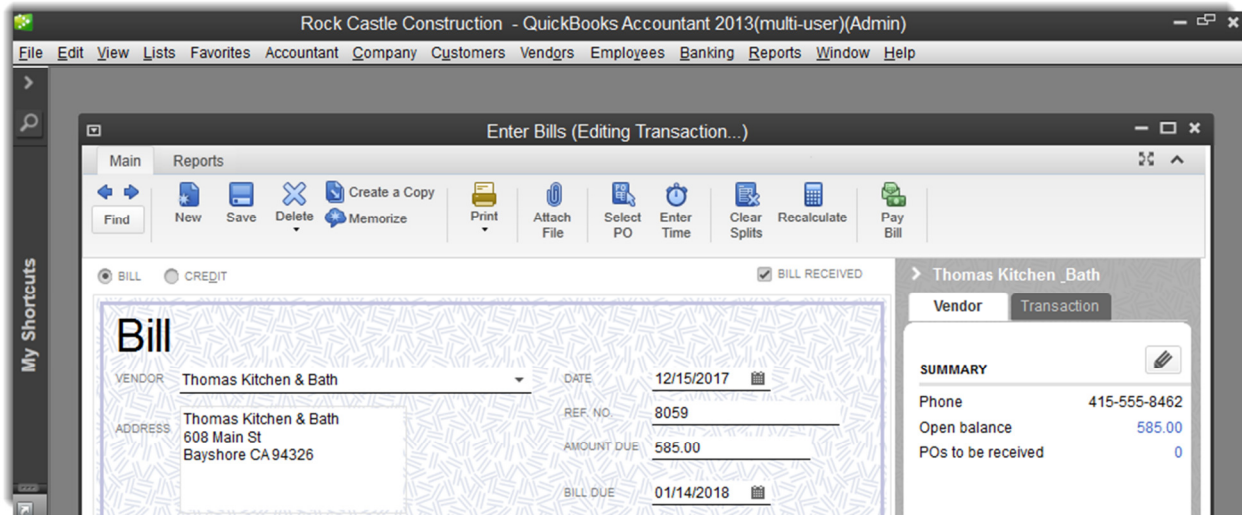 Rock Castle Construction - QuickBooks Accountant 2013(multi-user)(Admin)
File Edit View Lists Favorites Accountant Company Customers Vendors Employees Banking Reports Window Help
My Shortcuts
Enter Bills (Editing Transaction...)
Main Reports
Find
New
Save
Delete
Create a Copy
Memorize
Print
Attach
File
Select
PO
Enter
Time
Clear
Splits
Recalculate
Pay
Bill
BILL CREDIT BILL RECEIVED
Bill
VENDOR Thomas Kitchen & Bath
ADDRESS
Thomas Kitchen & Bath
608 Main St
Bayshore CA 94326
DATE 12/15/2017
REF. NO. 8059
AMOUNT DUE 585.00
BILL DUE 01/14/2018
Thomas Kitchen _Bath
Vendor Transaction
SUMMARY
Phone 415-555-8462
Open balance 585.00
POs to be received 0